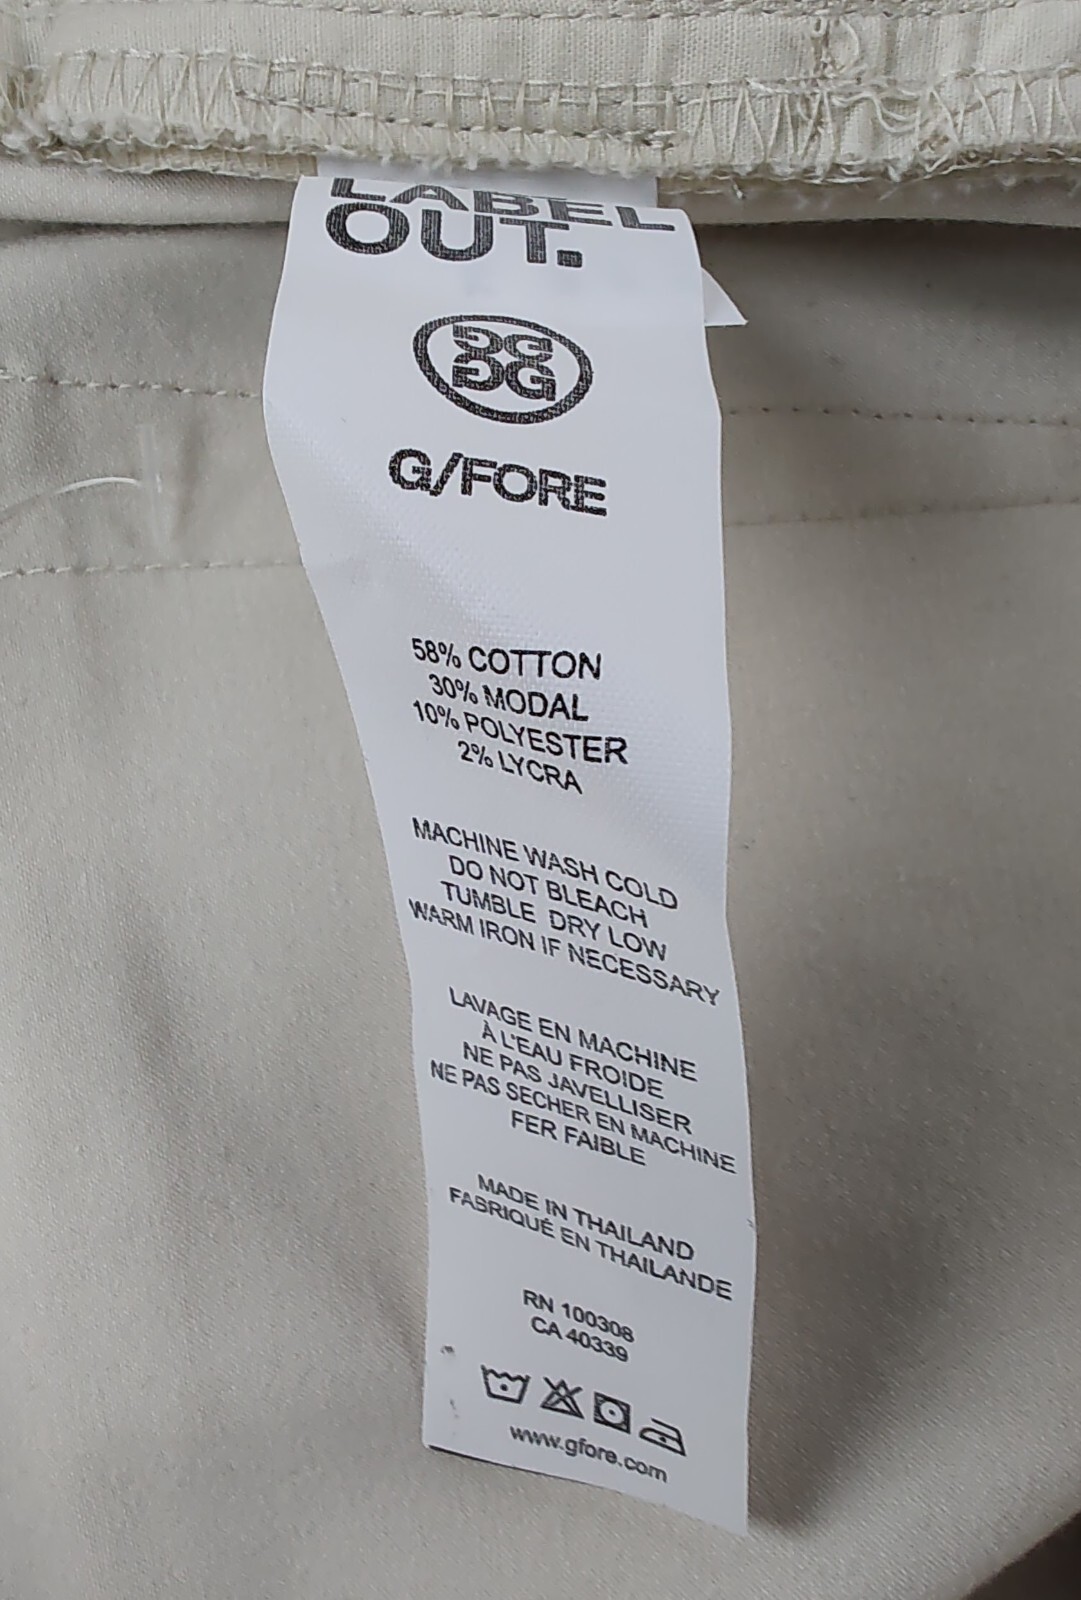 LABEL
OUT.
G/FORE
58% COTTON
30% MODAL
10% POLYESTER
2% LYCRA
MACHINE WASH COLD
DO NOT BLEACH
TUMBLE DRY LOW
WARM IRON IF NECESSARY
LAVAGE EN MACHINE
À L'EAU FROIDE
NE PAS JAVELLISER
NE PAS SECHER EN MACHINE
FER FAIBLE
MADE IN THAILAND
FABRIQUÉ EN THAILANDE
RN 100308
CA 40339
www.gfore.com